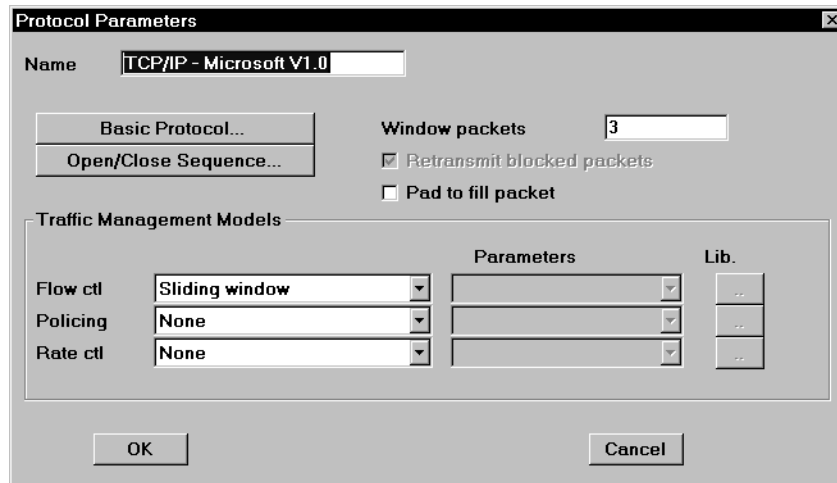 Protocol Parameters
Name TCP/IP - Microsoft V1.0
Basic Protocol...
Open/Close Sequence...
Window packets 3
Retransmit blocked packets
Pad to fill packet
Traffic Management Models
Parameters Lib.
Flow ctl Sliding window ..
Policing None ..
Rate ctl None ..
OK Cancel